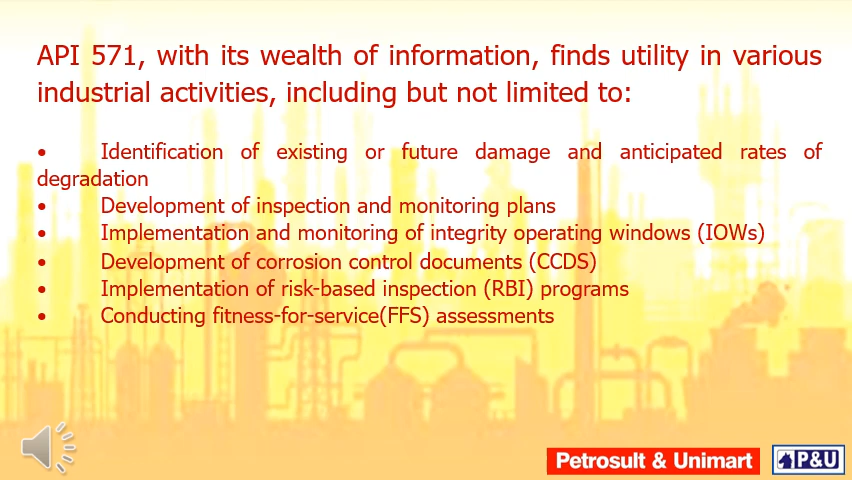 API 571, with its wealth of information, finds utility in various
industrial activities, including but not limited to:
• Identification of existing or future damage and anticipated rates of
degradation
• Development of inspection and monitoring plans
• Implementation and monitoring of integrity operating windows (IOWs)
• Development of corrosion control documents (CCDS)
• Implementation of risk-based inspection (RBI) programs
• Conducting fitness-for-service(FFS) assessments
Petrosult & Unimart
P&U